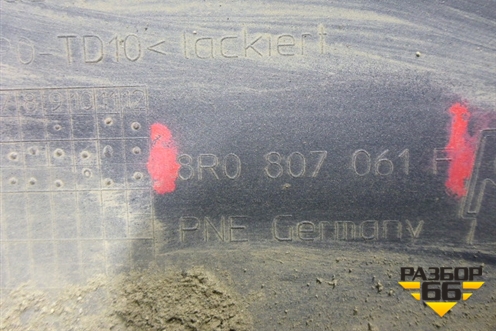 -TD10< lackiert
8R0 807 061
PNE Germany
РАЗБОР
66